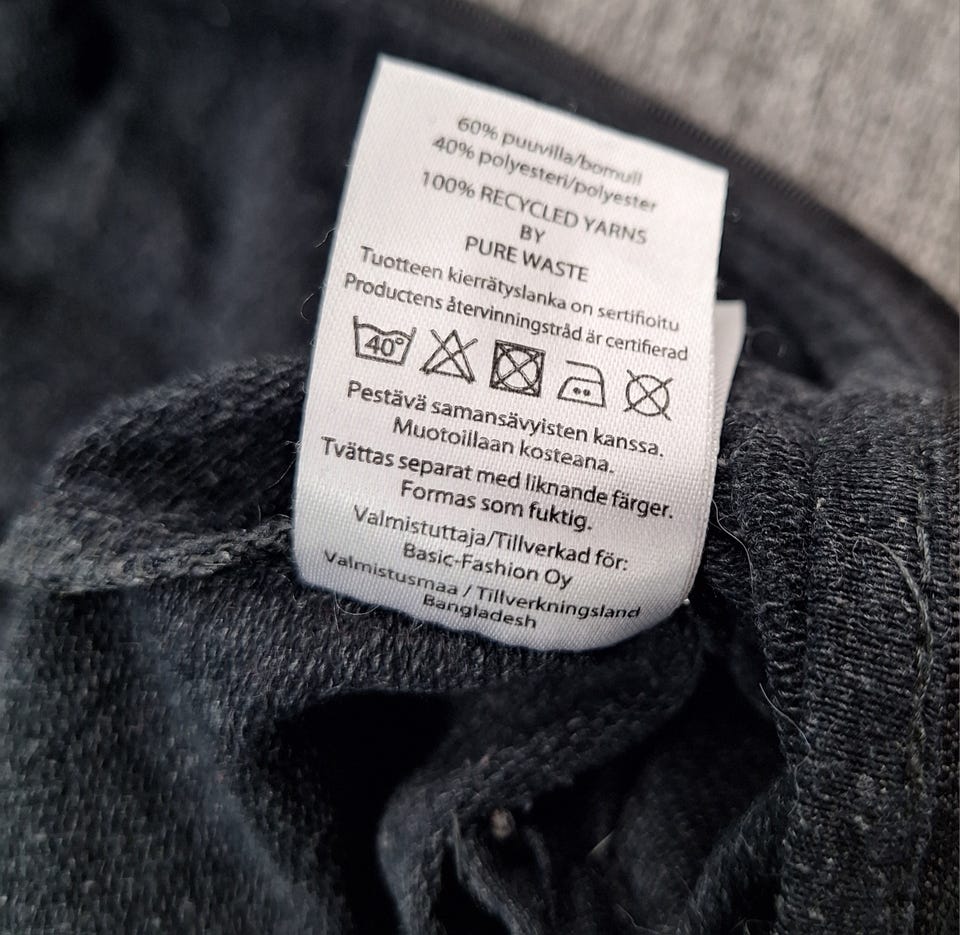 60% puuvilla/bomull
40% polyesteri/polyester
100% RECYCLED YARNS
BY
PURE WASTE
Tuotteen kierrätyslanka on sertifioitu
Productens återvinningstråd är certifierad
40°
Pestävä samansävyisten kanssa.
Muotoillaan kosteana.
Tvättas separat med liknande färger.
Formas som fuktig.
Valmistuttaja/Tillverkad för:
Basic-Fashion Oy
Valmistusmaa / Tillverkningsland
Bangladesh